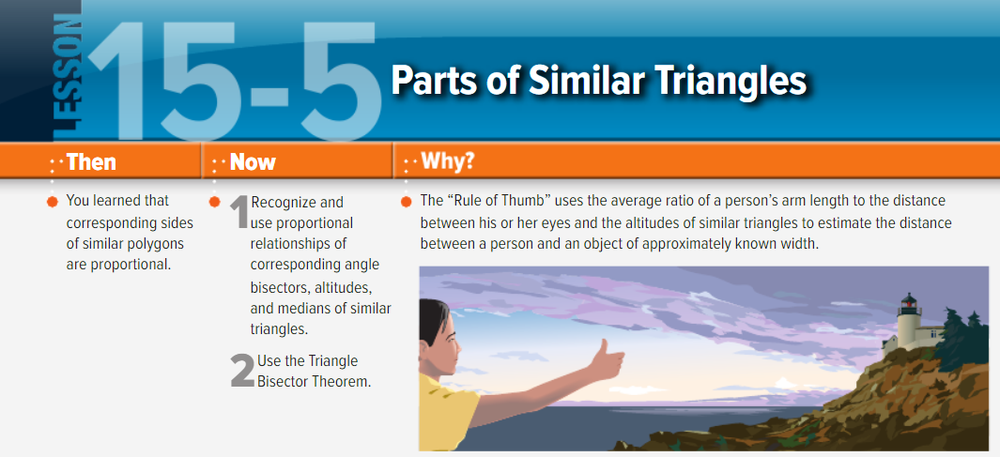 LESSON
15-5
Parts of Similar Triangles
Then
Now
Why?
You learned that
corresponding sides
of similar polygons
are proportional.
1 Recognize and
use proportional
relationships of
corresponding angle
bisectors, altitudes,
and medians of similar
triangles.
2 Use the Triangle
Bisector Theorem.
The “Rule of Thumb” uses the average ratio of a person’s arm length to the distance
between his or her eyes and the altitudes of similar triangles to estimate the distance
between a person and an object of approximately known width.